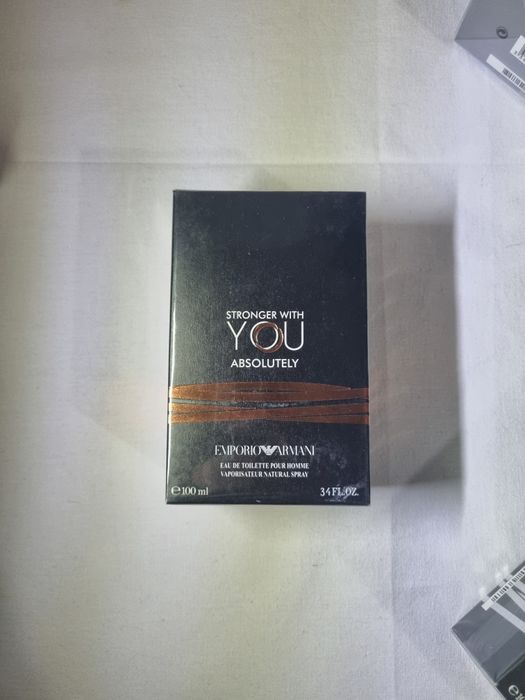 STRONGER WITH
YOU
ABSOLUTELY
EMPORIO ARMANI
EAU DE TOILETTE POUR HOMME
VAPORISATEUR NATURAL SPRAY
℮100 ml
3.4 FL.OZ.